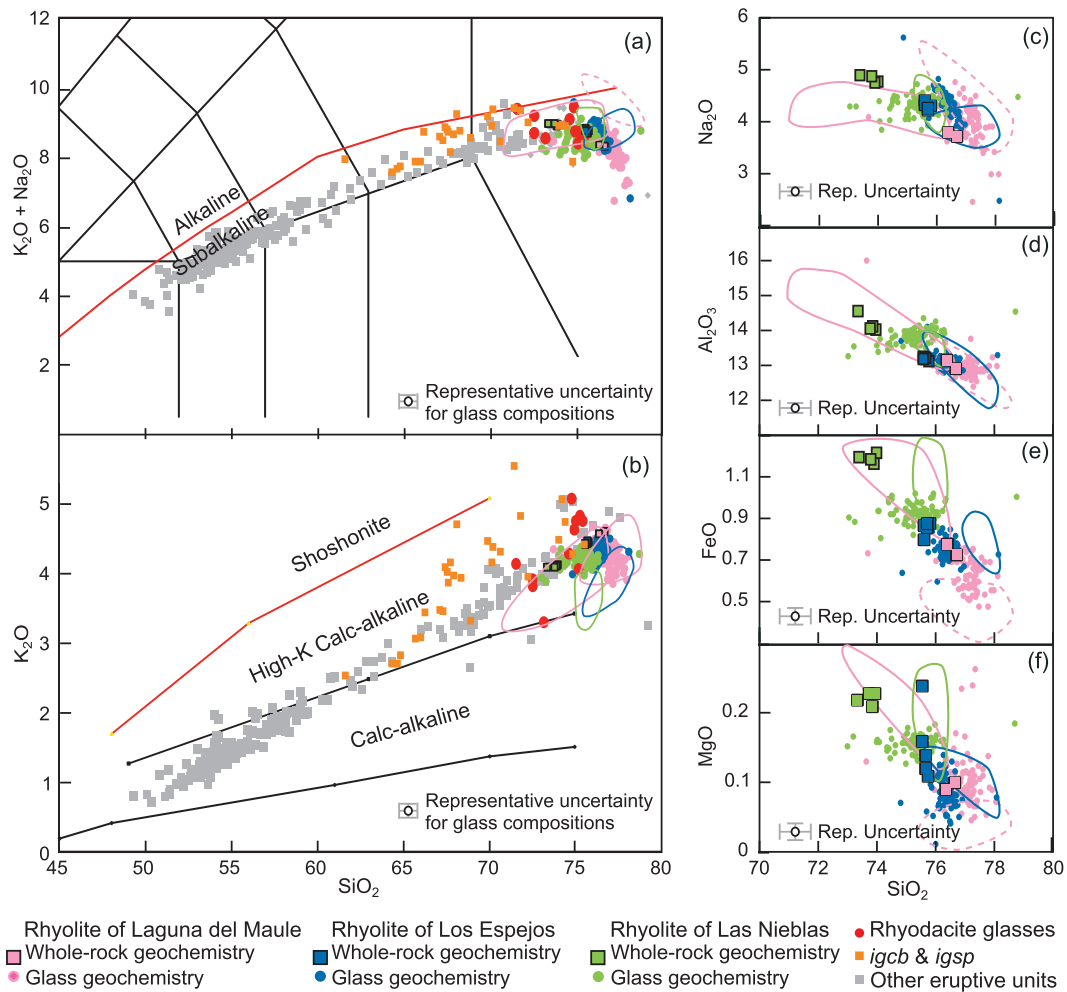 12
10
8
6
4
2
K2O + Na2O
(a)
Alkaline
Subalkaline
Representative uncertainty
for glass compositions
5
4
3
2
1
0
K2O
(b)
Shoshonite
High-K Calc-alkaline
Calc-alkaline
Representative uncertainty
for glass compositions
45 50 55 60 65 70 75 80
SiO2
6
5
4
3
Na2O
(c)
Rep. Uncertainty
16
15
14
13
12
Al2O3
(d)
Rep. Uncertainty
1.1
0.9
0.7
0.5
FeO
(e)
Rep. Uncertainty
0.2
0.1
0
MgO
(f)
Rep. Uncertainty
70 72 74 76 78 80
SiO2
Rhyolite of Laguna del Maule
Whole-rock geochemistry
Glass geochemistry
Rhyolite of Los Espejos
Whole-rock geochemistry
Glass geochemistry
Rhyolite of Las Nieblas
Whole-rock geochemistry
Glass geochemistry
Rhyodacite glasses
igcb & igsp
Other eruptive units